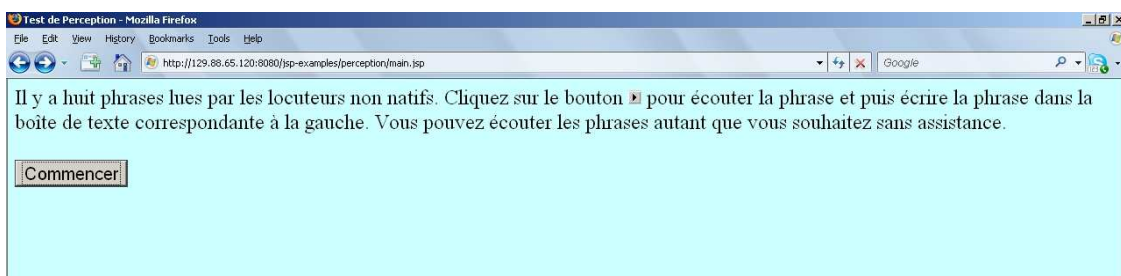 Test de Perception - Mozilla Firefox
File Edit View History Bookmarks Tools Help
http://129.88.65.120:8080/jsp-examples/perception/main.jsp Google
Il y a huit phrases lues par les locuteurs non natifs. Cliquez sur le bouton pour écouter la phrase et puis écrire la phrase dans la
boîte de texte correspondante à la gauche. Vous pouvez écouter les phrases autant que vous souhaitez sans assistance.
Commencer